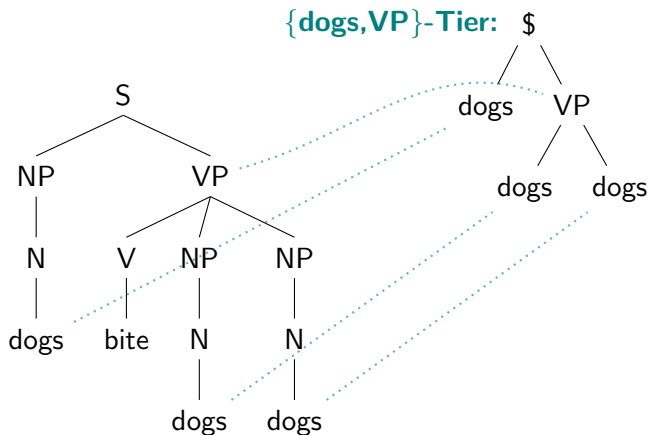 {dogs,VP}-Tier: $
dogs VP
dogs dogs
S
NP VP
N V NP NP
dogs bite N N
dogs dogs